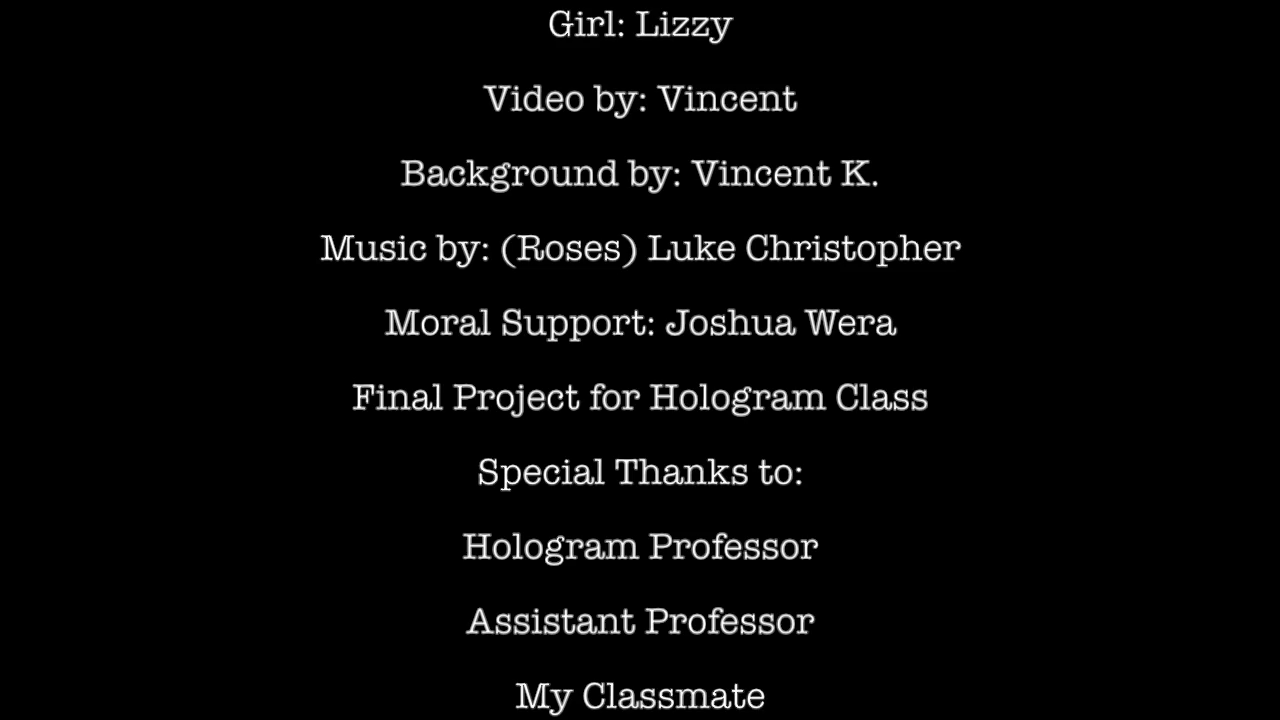 Girl: Lizzy
Video by: Vincent
Background by: Vincent K.
Music by: (Roses) Luke Christopher
Moral Support: Joshua Wera
Final Project for Hologram Class
Special Thanks to:
Hologram Professor
Assistant Professor
My Classmate